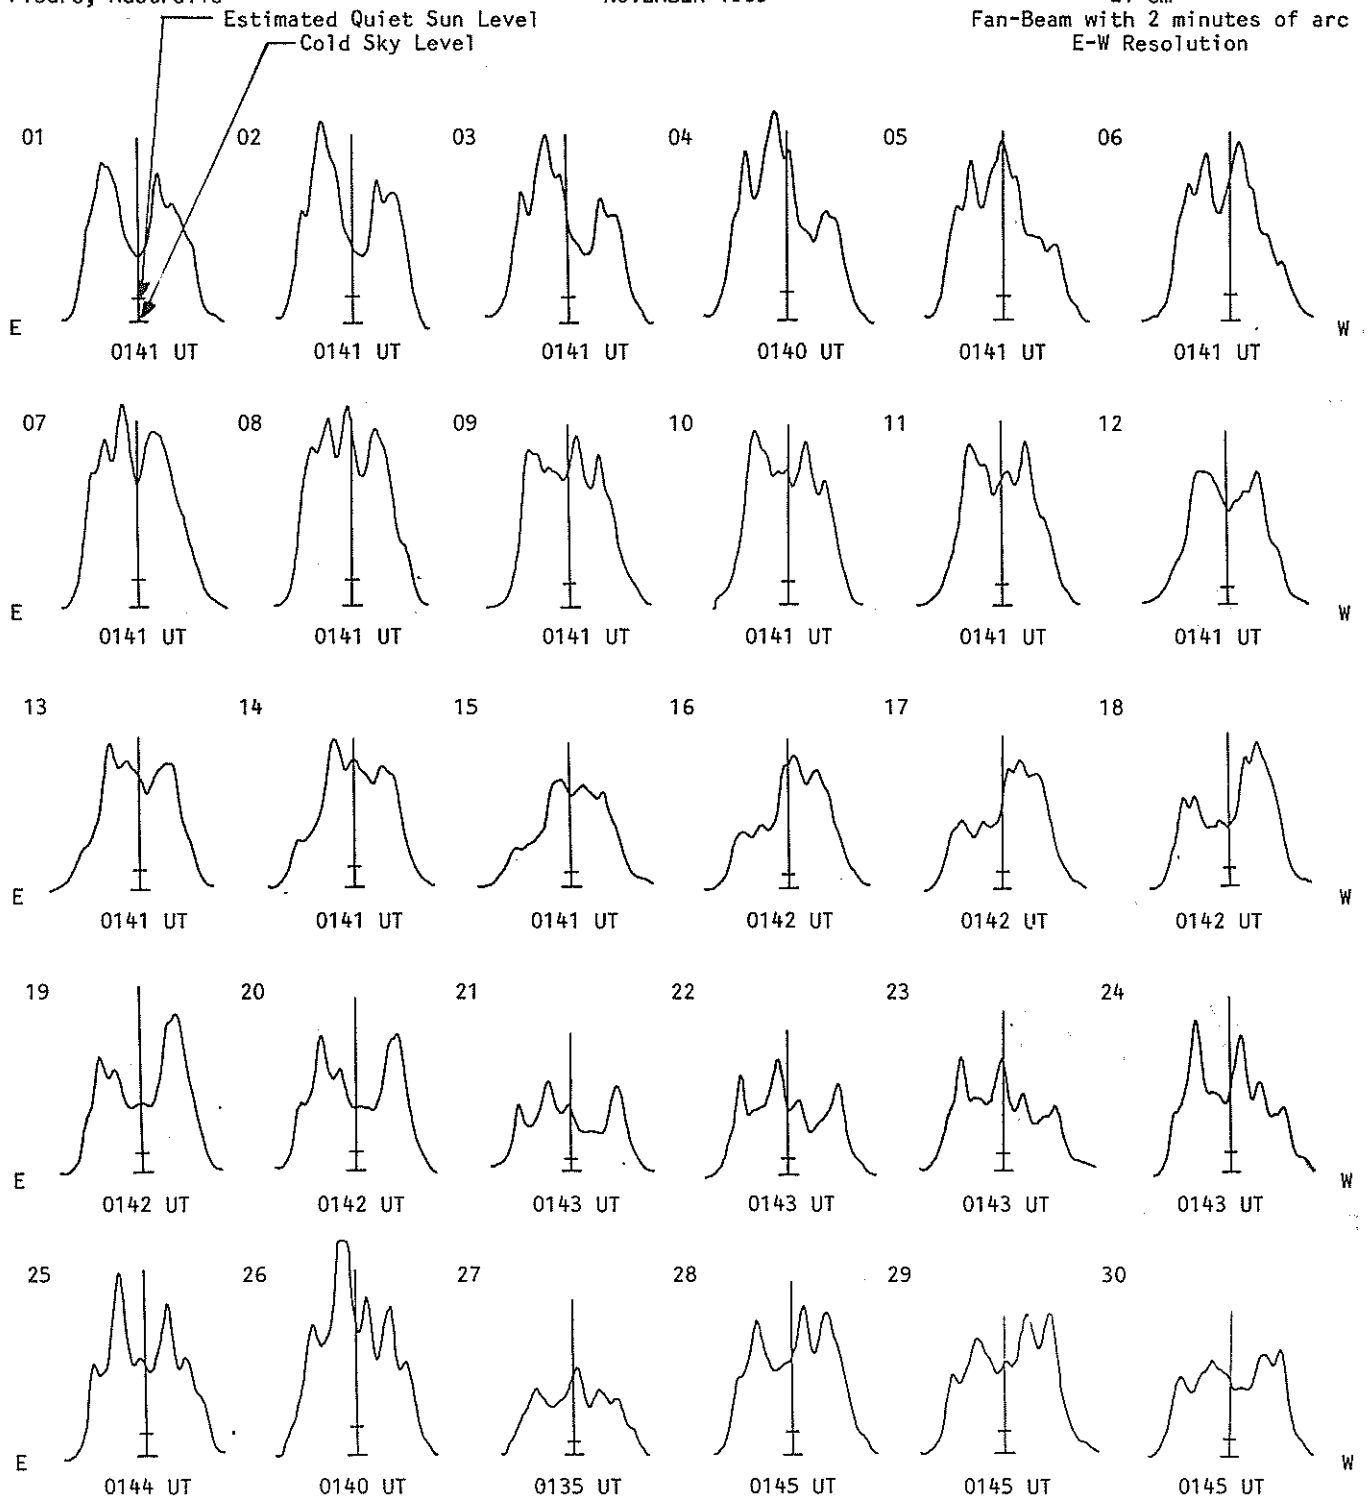 Estimated Quiet Sun Level
Fan-Beam with 2 minutes of arc
Cold Sky Level
E-W Resolution
01 02 03 04 05 06
E W
0141 UT 0141 UT 0141 UT 0140 UT 0141 UT 0141 UT
07 08 09 10 11 12
E W
0141 UT 0141 UT 0141 UT 0141 UT 0141 UT 0141 UT
13 14 15 16 17 18
E W
0141 UT 0141 UT 0141 UT 0142 UT 0142 UT 0142 UT
19 20 21 22 23 24
E W
0142 UT 0142 UT 0143 UT 0143 UT 0143 UT 0143 UT
25 26 27 28 29 30
E W
0144 UT 0140 UT 0135 UT 0145 UT 0145 UT 0145 UT